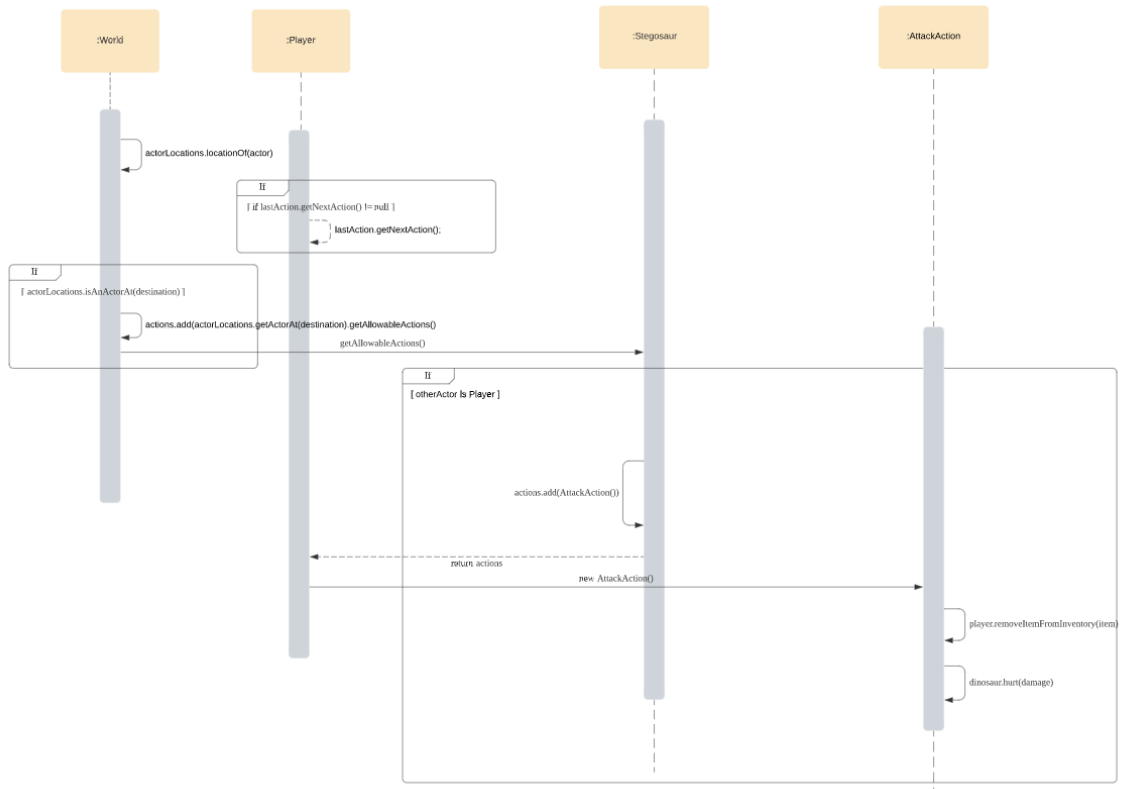 :World
:Player
:Stegosaur
:AttackAction
actorLocations.locationOf(actor)
If
[ if lastAction.getNextAction() != null ]
lastAction.getNextAction();
If
[ actorLocations.isAnActorAt(destination) ]
actions.add(actorLocations.getActorAt(destination).getAllowableActions()
getAllowableActions()
If
[ otherActor is Player ]
actions.add(AttackAction())
return actions
new AttackAction()
player.removeItemFromInventory(item)
dinosaur.hurt(damage)